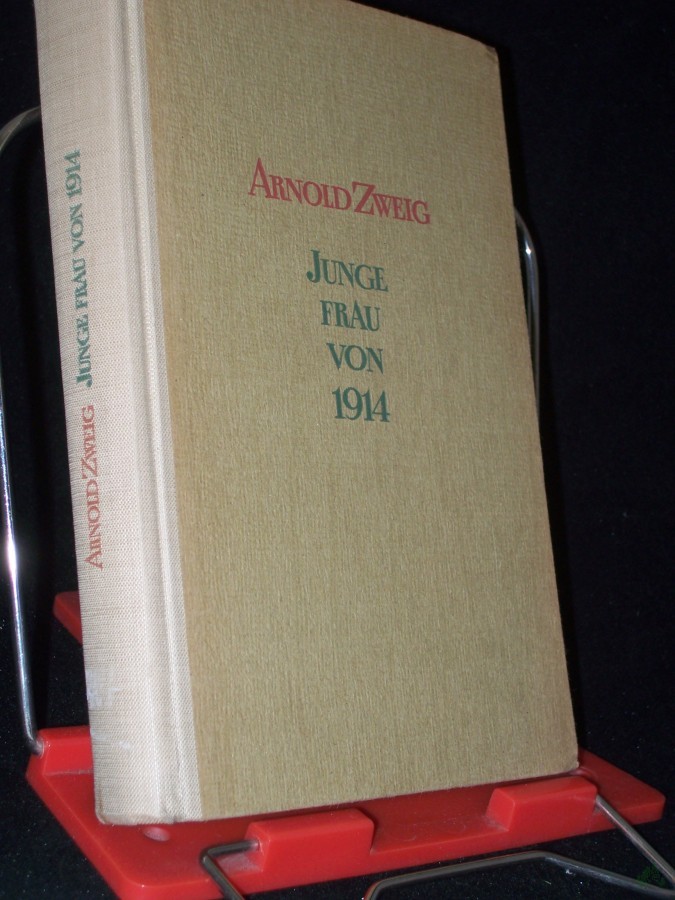 ARNOLD ZWEIG
JUNGE
FRAU
VON
1914
ARNOLD ZWEIG JUNGE FRAU VON 1914